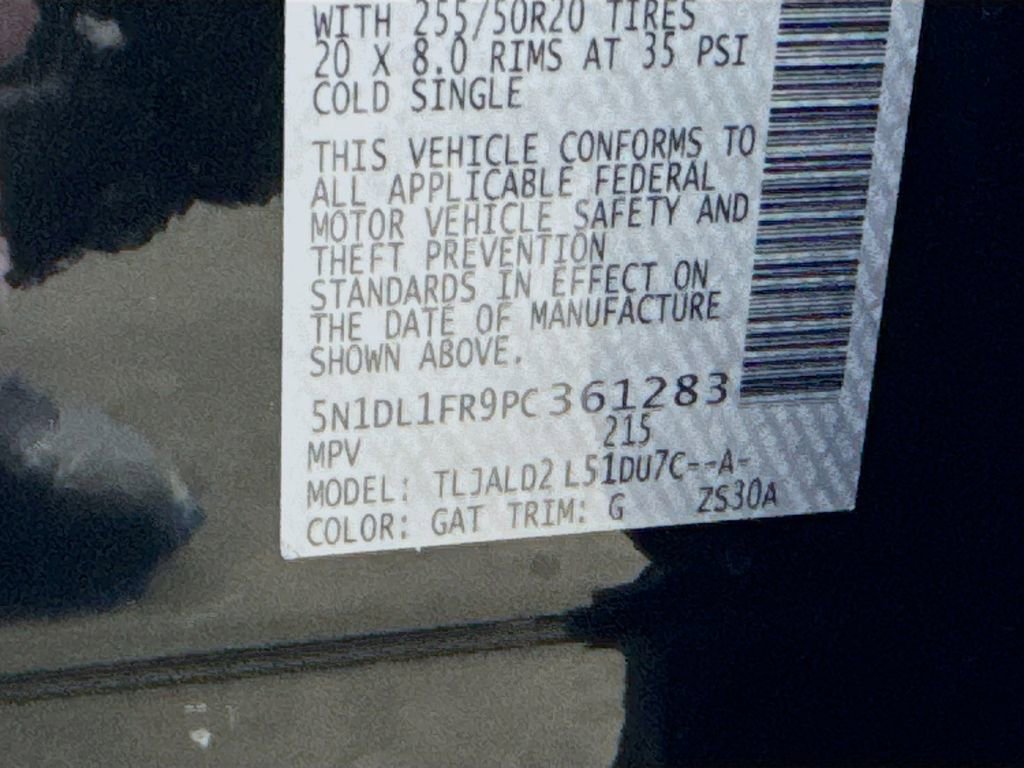 WITH 255/50R20 TIRES
20 X 8.0 RIMS AT 35 PSI
COLD SINGLE
THIS VEHICLE CONFORMS TO
ALL APPLICABLE FEDERAL
MOTOR VEHICLE SAFETY AND
THEFT PREVENTION
STANDARDS IN EFFECT ON
THE DATE OF MANUFACTURE
SHOWN ABOVE.
5N1DL1FR9PC361283
MPV 215
MODEL: TLJALD2 L51DU7C--A-
COLOR: GAT TRIM: G ZS30A